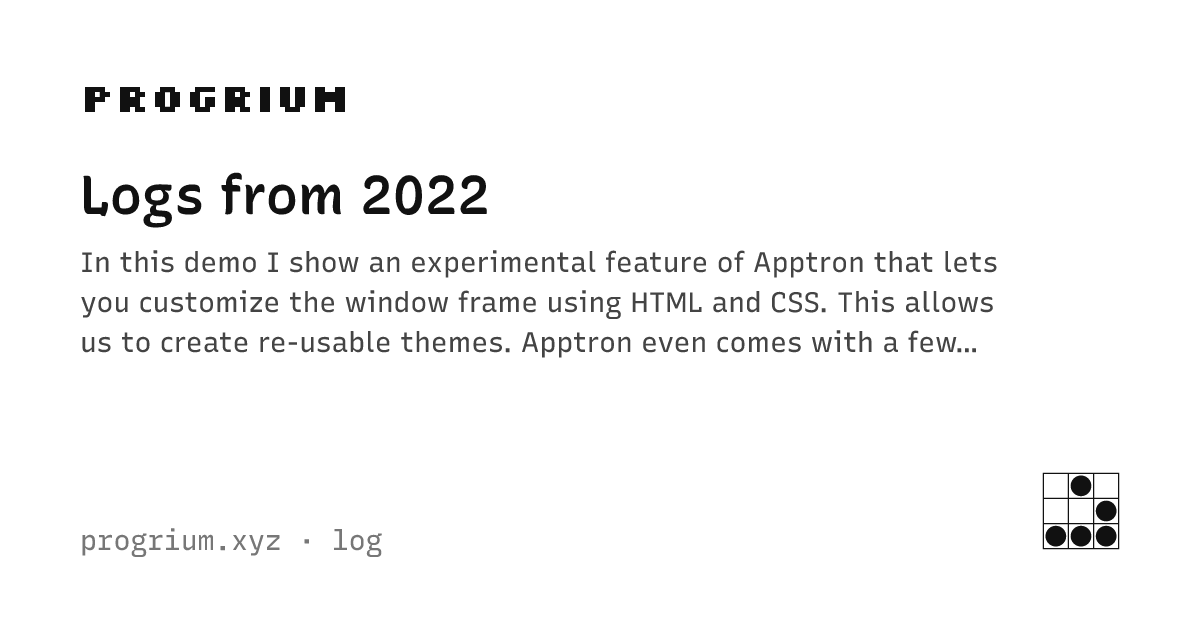 PROGRIUM
Logs from 2022
In this demo I show an experimental feature of Apptron that lets
you customize the window frame using HTML and CSS. This allows
us to create re-usable themes. Apptron even comes with a few...
progrium.xyz · log